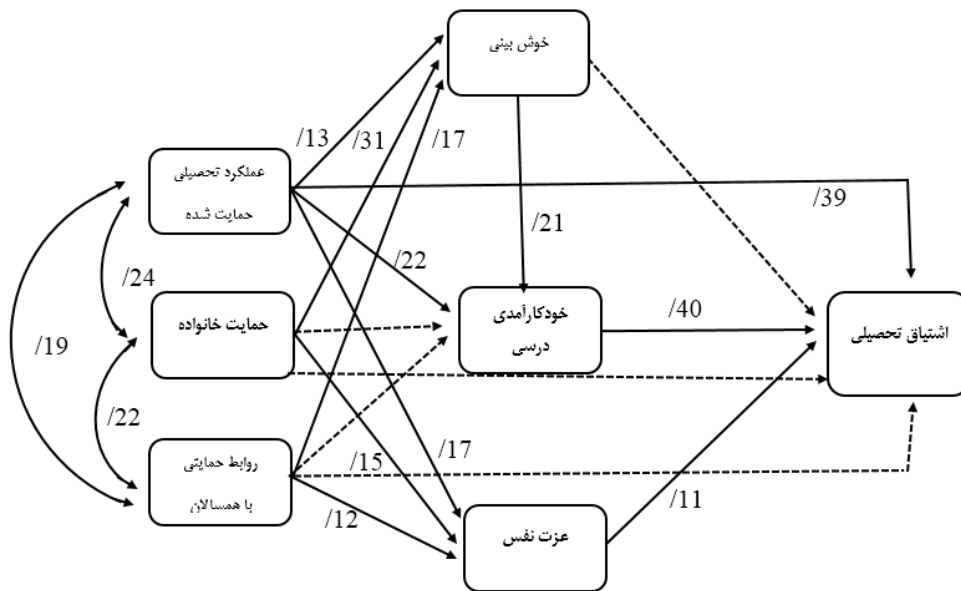 خوش بینی
/13
/31
/17
عملکرد تحصیلی
حمایت شده
/39
/21
/22
/24
حمایت خانواده
خودکارآمدی
درسی
/40
اشتیاق تحصیلی
/19
/22
روابط حمایتی
با همسالان
/15
/17
/12
/11
عزت نفس